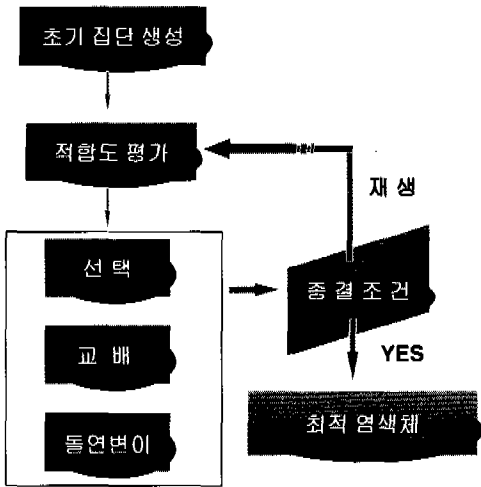 초기 집단 생성
적합도 평가
재 생
선 택
종 결 조 건
교 배
YES
최적 염색체
돌연변이